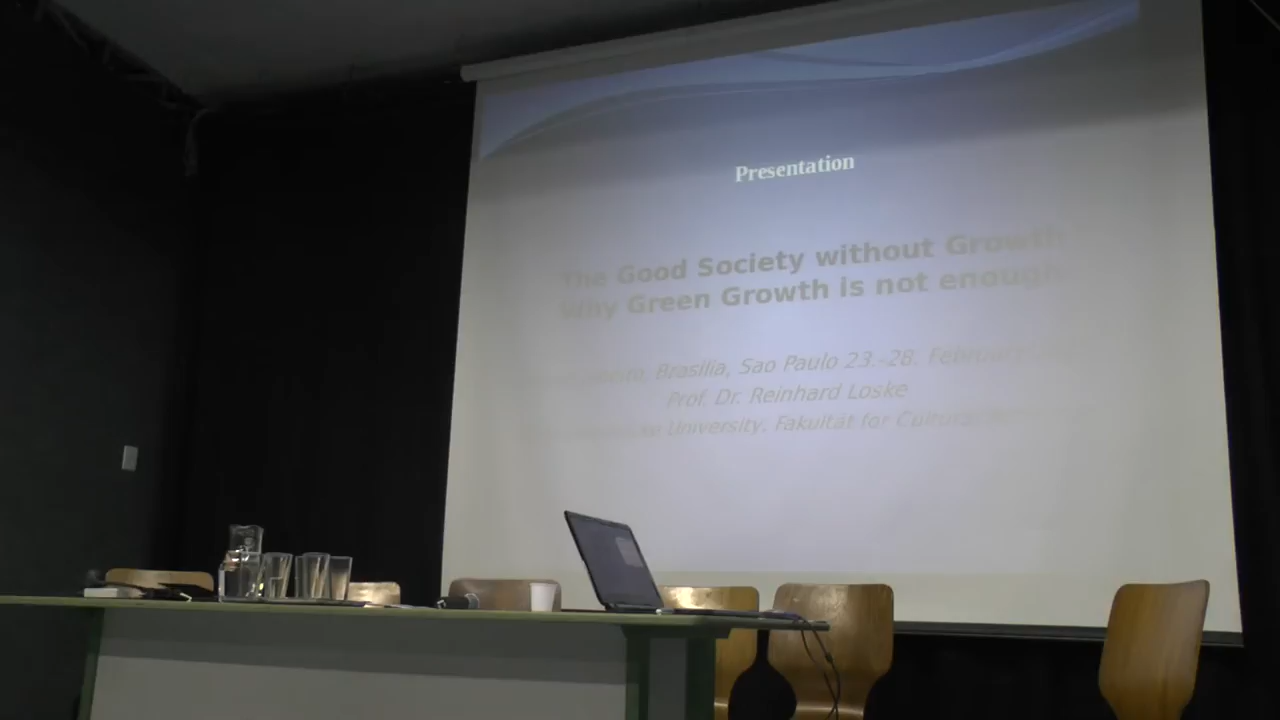 Presentation
The Good Society without Growth
Why Green Growth is not enough
Brasilia, Sao Paulo 23.-28. February
Prof. Dr. Reinhard Loske
University. Fakultät for